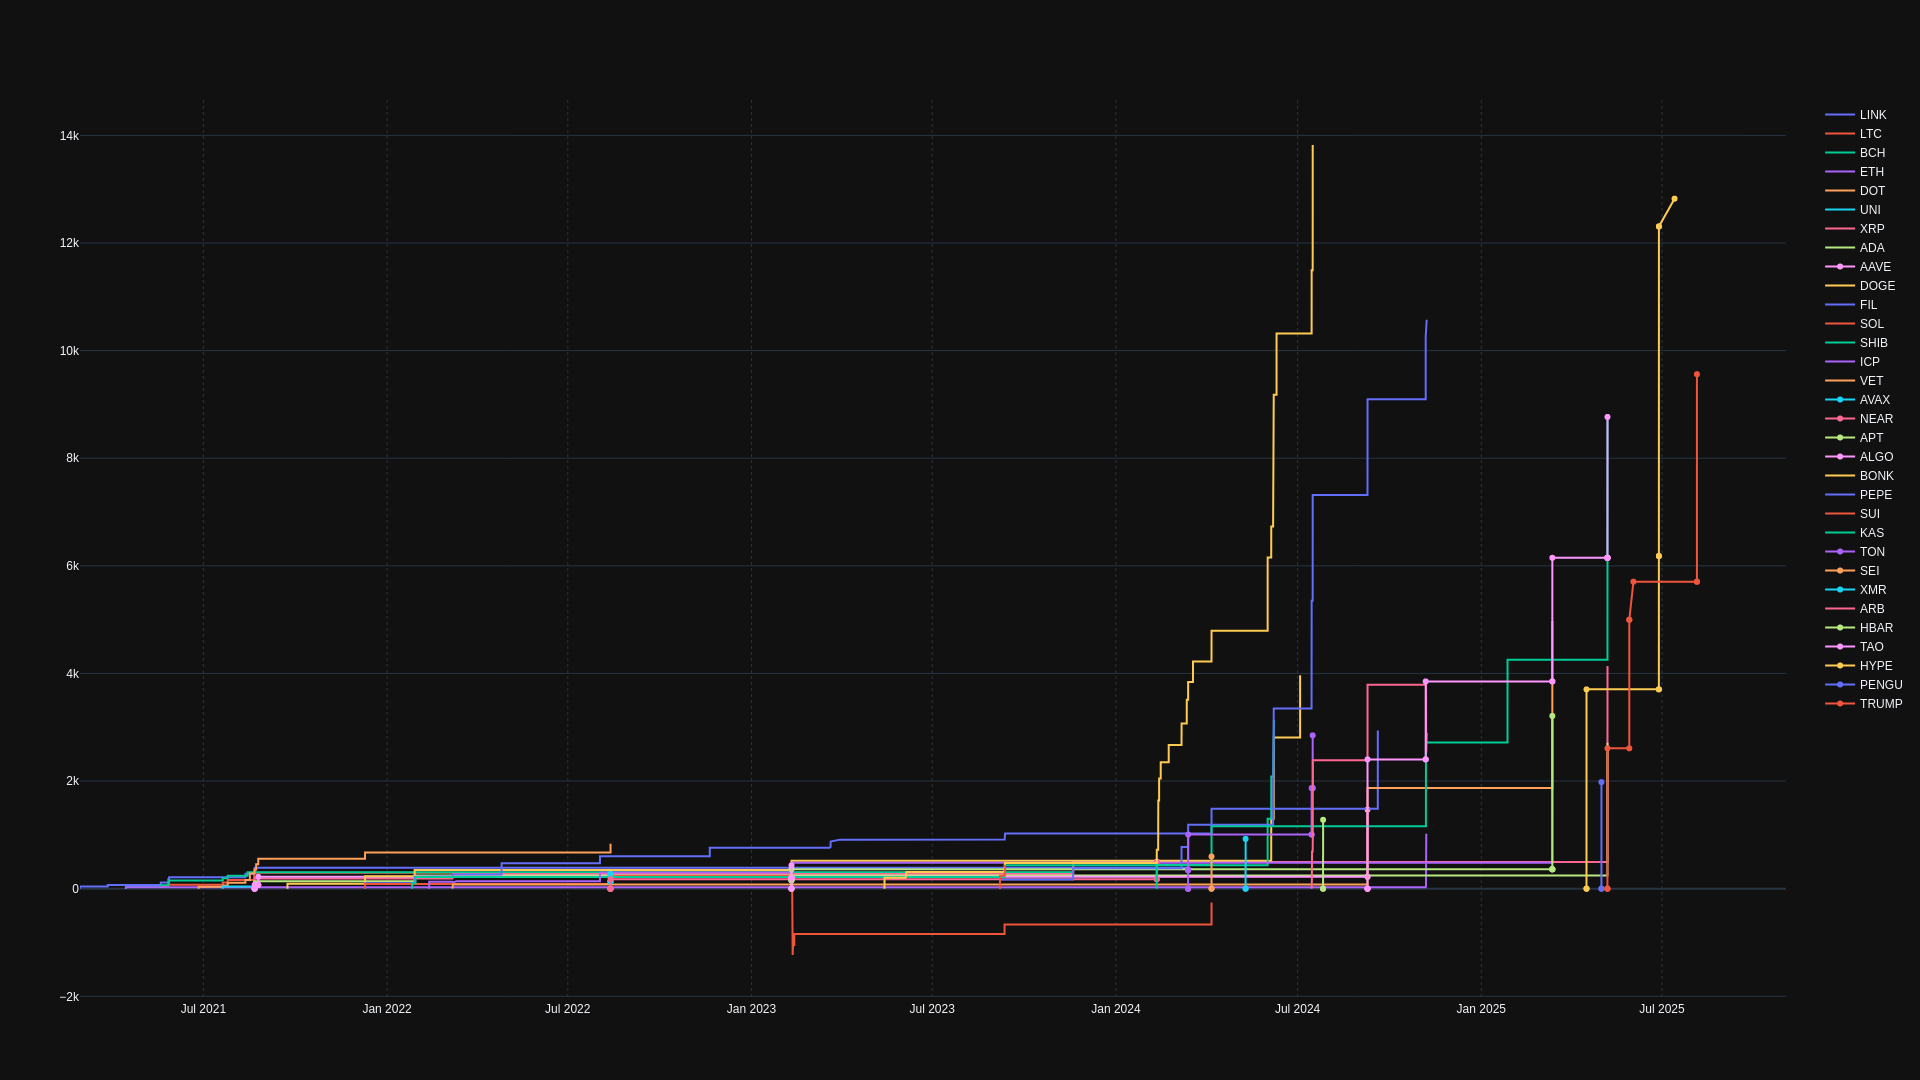 14k
12k
10k
8k
6k
4k
2k
0
−2k
Jul 2021
Jan 2022
Jul 2022
Jan 2023
Jul 2023
Jan 2024
Jul 2024
Jan 2025
Jul 2025
LINK
LTC
BCH
ETH
DOT
UNI
XRP
ADA
AAVE
DOGE
FIL
SOL
SHIB
ICP
VET
AVAX
NEAR
APT
ALGO
BONK
PEPE
SUI
KAS
TON
SEI
XMR
ARB
HBAR
TAO
HYPE
PENGU
TRUMP